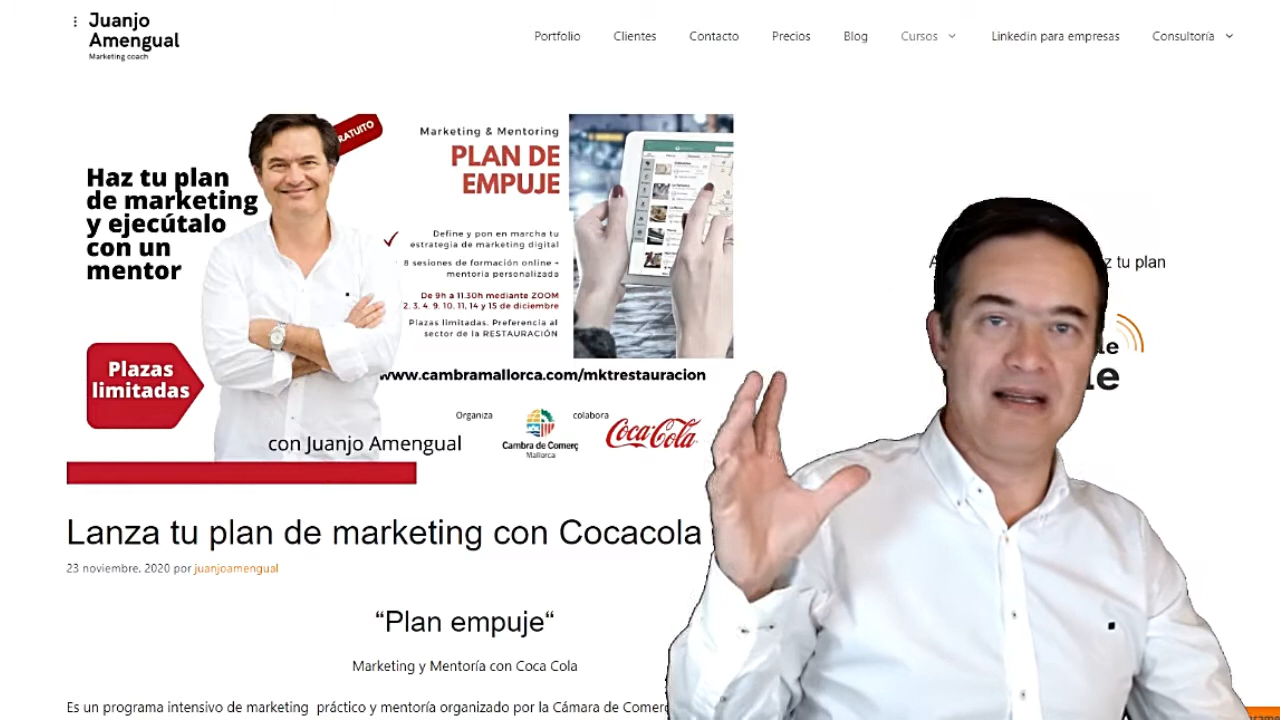 Juanjo
Amengual
Marketing coach
Portfolio
Clientes
Contacto
Precios
Blog
Cursos
Linkedin para empresas
Consultoría
Haz tu plan
de marketing
y ejecútalo
con un
mentor
Plazas
limitadas
con Juanjo Amengual
RATUITO
Marketing & Mentoring
PLAN DE
EMPUJE
Define y pon en marcha tu
estrategia de marketing digital
8 sesiones de formación online +
mentoria personalizada
De 9h a 11.30h mediante ZOOM
2, 3, 4, 9, 10, 11, 14 y 15 de diciembre
Plazas limitadas. Preferencia al
sector de la RESTAURACIÓN
www.cambramallorca.com/mktrestauracion
Organiza
Cambra de Comerç
Mallorca
colabora
Coca-Cola
z tu plan
le
le
Lanza tu plan de marketing con Cocacola
23 noviembre, 2020 por juanjoamengual
“Plan empuje“
Marketing y Mentoría con Coca Cola
Es un programa intensivo de marketing práctico y mentoría organizado por la Cámara de Comerc